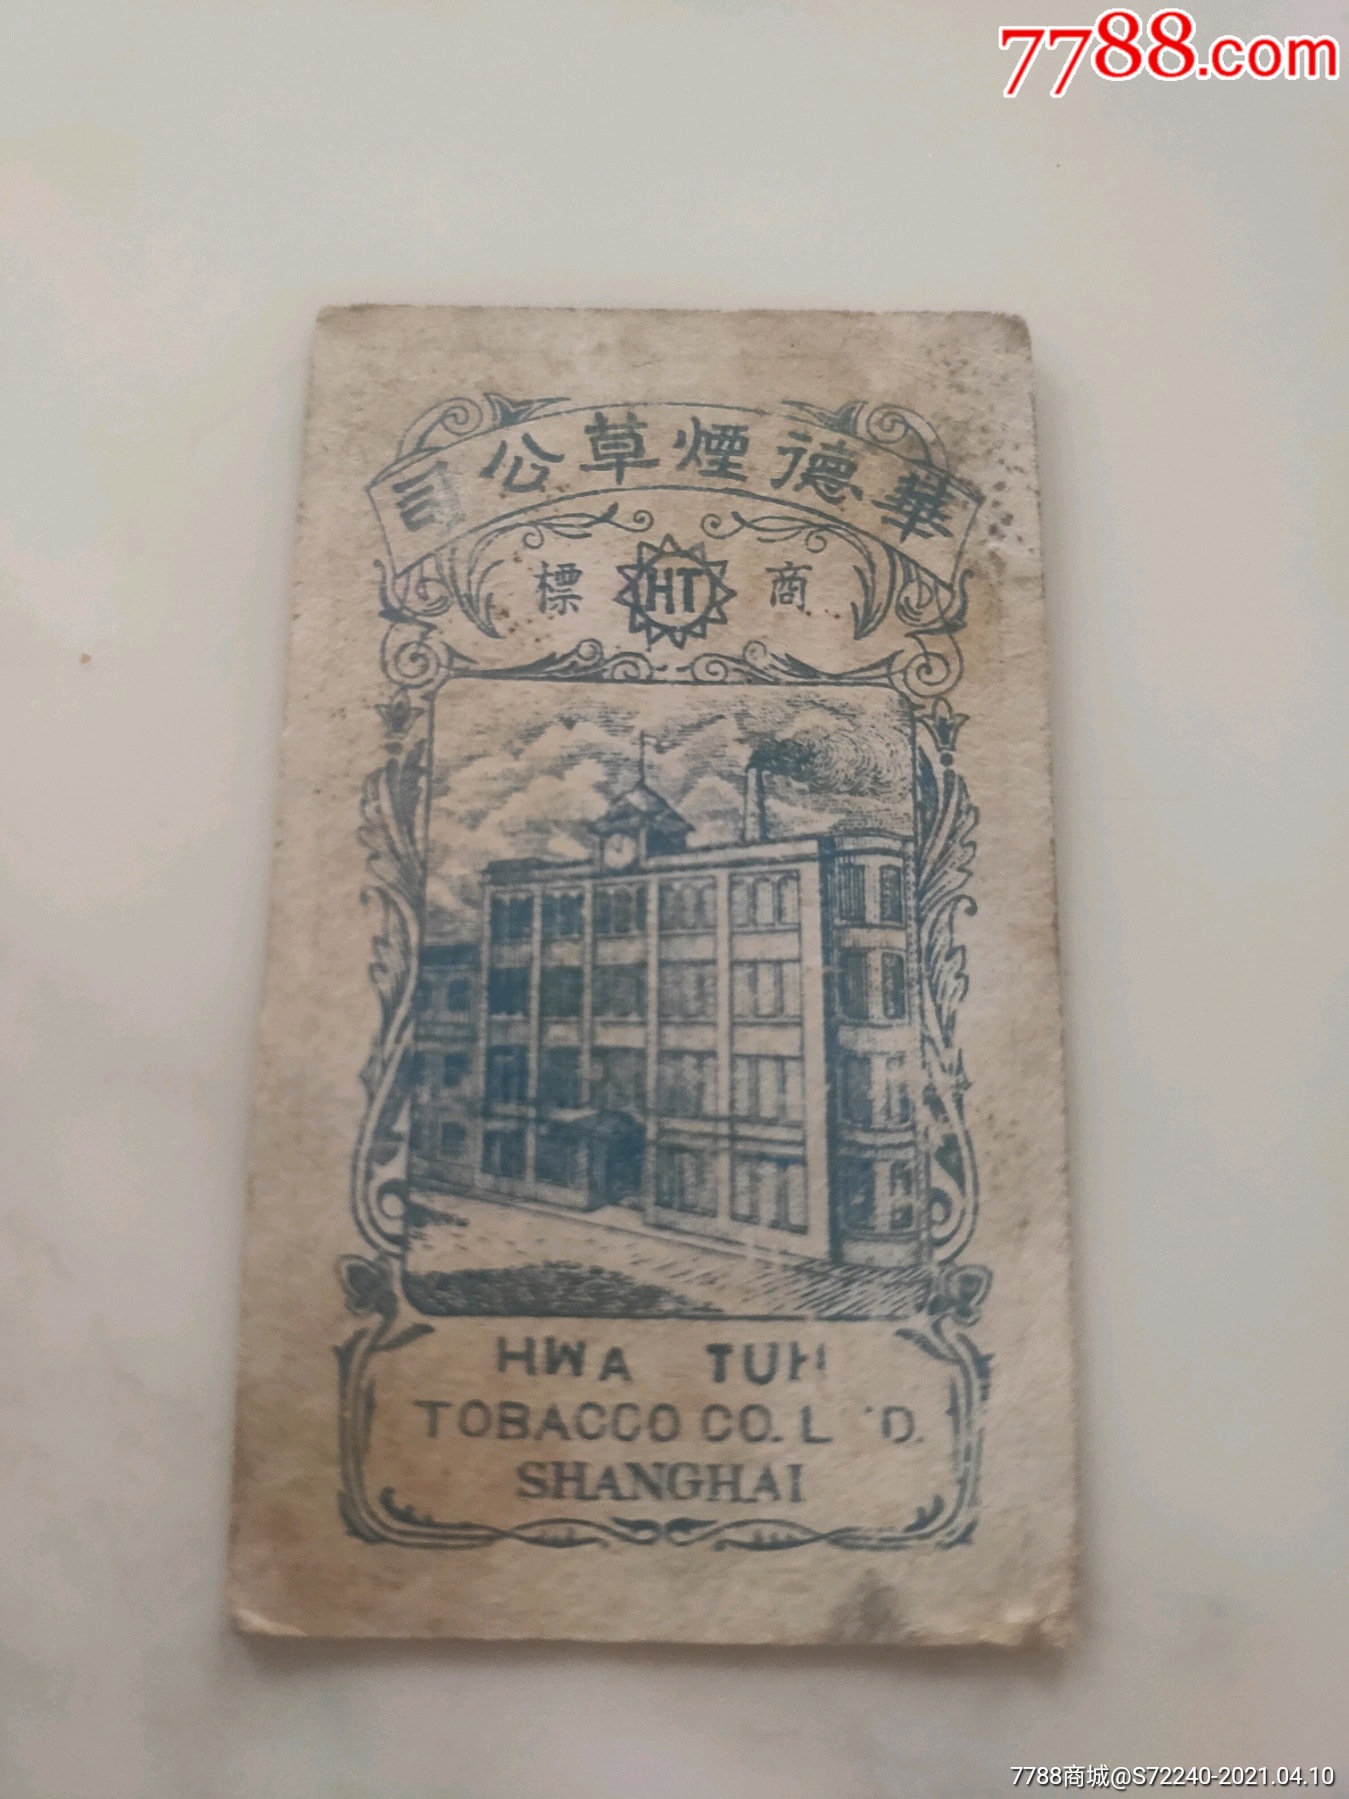 7788.com
華德煙草公司
商 HT 標
HWA TUH
TOBACCO CO. LTD.
SHANGHAI
7788商城@S72240-2021.04.10